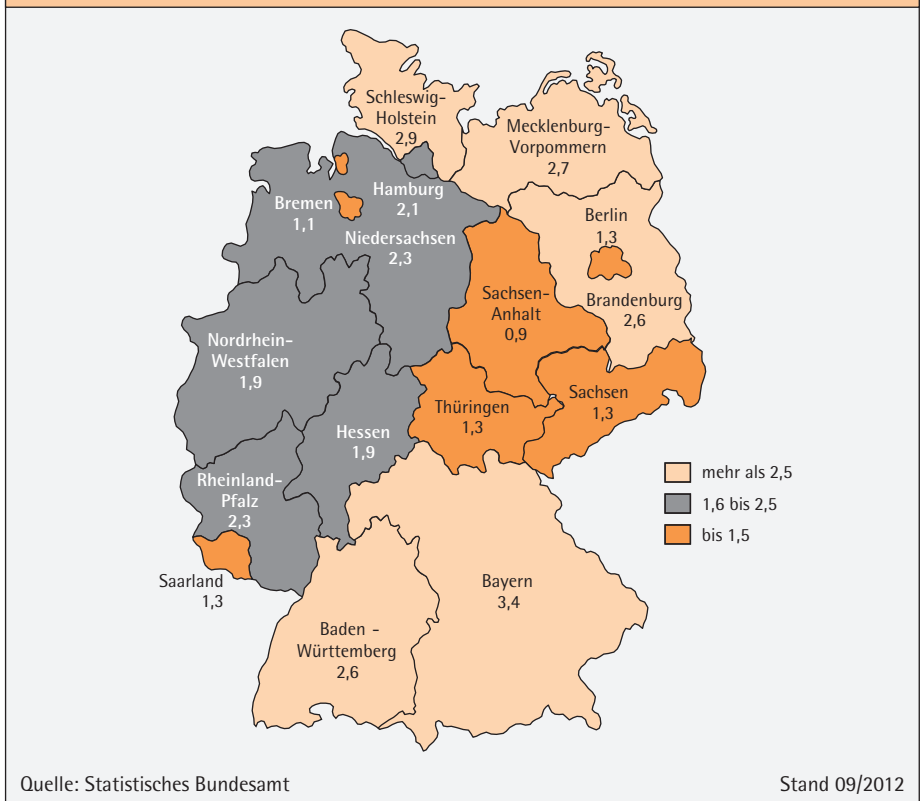 Schleswig-
Holstein
2,9
Mecklenburg-
Vorpommern
2,7
Hamburg
2,1
Bremen
1,1
Berlin
1,3
Niedersachsen
2,3
Sachsen-
Anhalt
0,9
Brandenburg
2,6
Nordrhein-
Westfalen
1,9
Sachsen
1,3
Thüringen
1,3
Hessen
1,9
Rheinland-
Pfalz
2,3
mehr als 2,5
1,6 bis 2,5
bis 1,5
Saarland
1,3
Bayern
3,4
Baden -
Württemberg
2,6
Quelle: Statistisches Bundesamt
Stand 09/2012